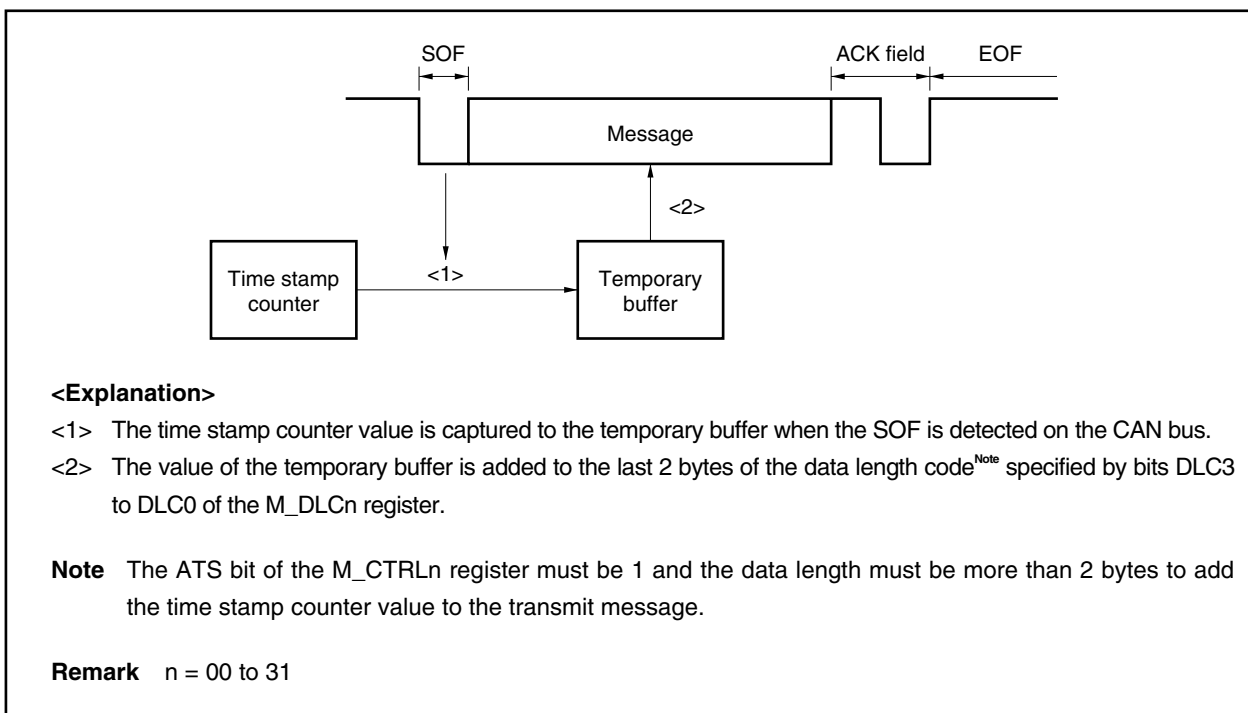 SOF
ACK field
EOF
Message
<2>
Time stamp
counter
<1>
Temporary
buffer
<Explanation>
<1> The time stamp counter value is captured to the temporary buffer when the SOF is detected on the CAN bus.
<2> The value of the temporary buffer is added to the last 2 bytes of the data length code Note specified by bits DLC3
to DLC0 of the M_DLCn register.
Note The ATS bit of the M_CTRLn register must be 1 and the data length must be more than 2 bytes to add
the time stamp counter value to the transmit message.
Remark n = 00 to 31